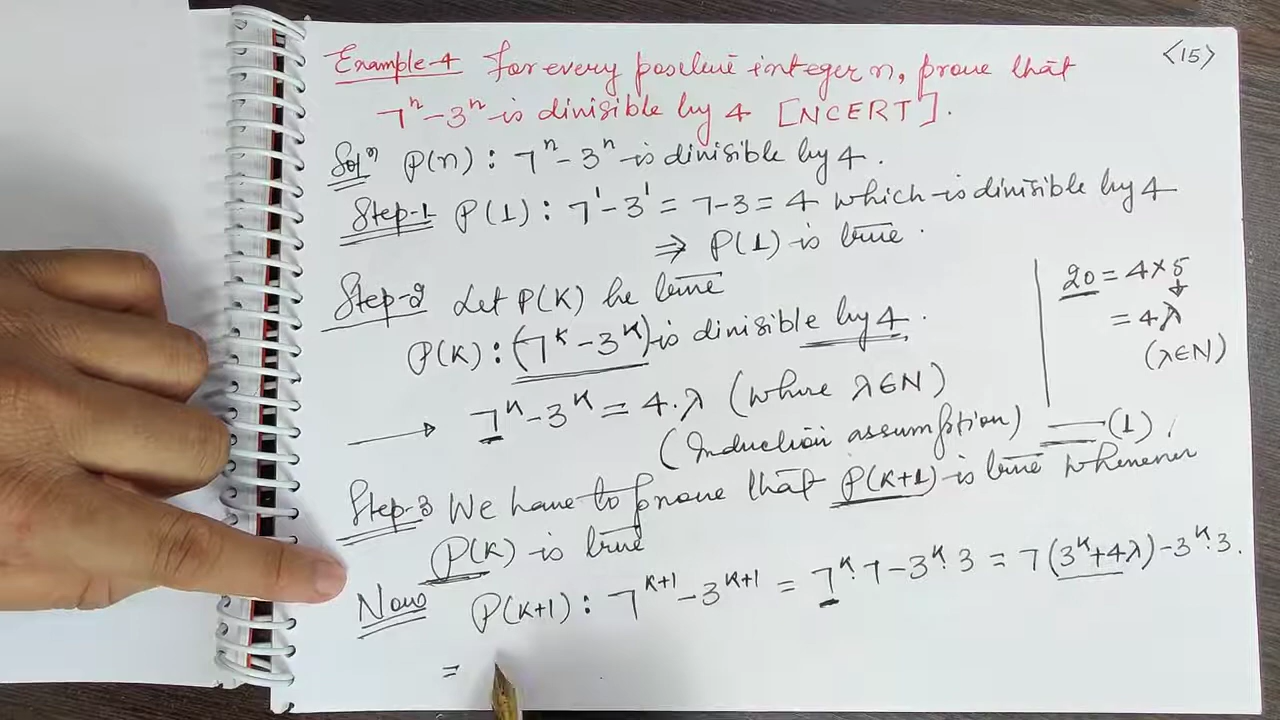 Example-4 For every positive integer n, prove that <15>
7ⁿ - 3ⁿ is divisible by 4 [NCERT].
Solⁿ P(n) : 7ⁿ - 3ⁿ is divisible by 4.
Step-1 P(1) : 7¹ - 3¹ = 7 - 3 = 4 which is divisible by 4
⇒ P(1) is true.
Step-2 Let P(K) be true
P(K) : (7ᴷ - 3ᴷ) is divisible by 4.
→ 7ᴷ - 3ᴷ = 4.λ (where λ∈N)
(Induction assumption) —(1)
20 = 4×5
↓
= 4λ
(λ∈N)
Step-3 We have to prove that P(K+1) is true whenever
P(K) is true
Now P(K+1) : 7ᴷ⁺¹ - 3ᴷ⁺¹ = 7ᴷ.7 - 3ᴷ.3 = 7(3ᴷ+4λ) - 3ᴷ.3.
=